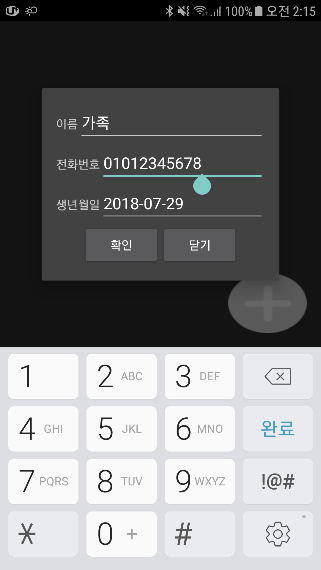 100% 오전 2:15
이름 가족
전화번호 01012345678
생년월일 2018-07-29
확인 닫기
1 2 ABC 3 DEF
4 GHI 5 JKL 6 MNO 완료
7 PQRS 8 TUV 9 WXYZ !@#
* 0 + #